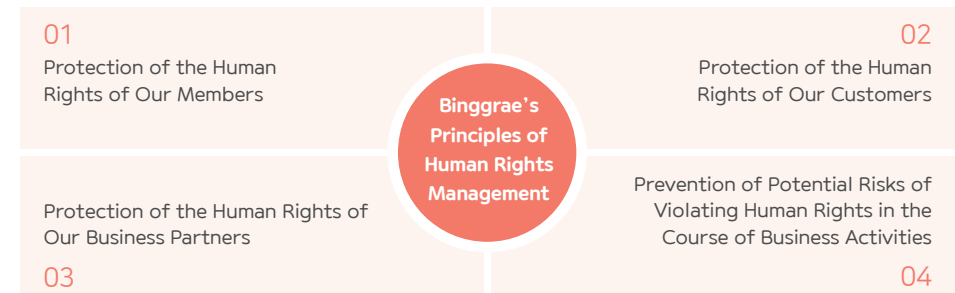 01
Protection of the Human
Rights of Our Members
02
Protection of the Human
Rights of Our Customers
Binggrae's
Principles of
Human Rights
Management
Protection of the Human Rights of
Our Business Partners
03
Prevention of Potential Risks of
Violating Human Rights in the
Course of Business Activities
04